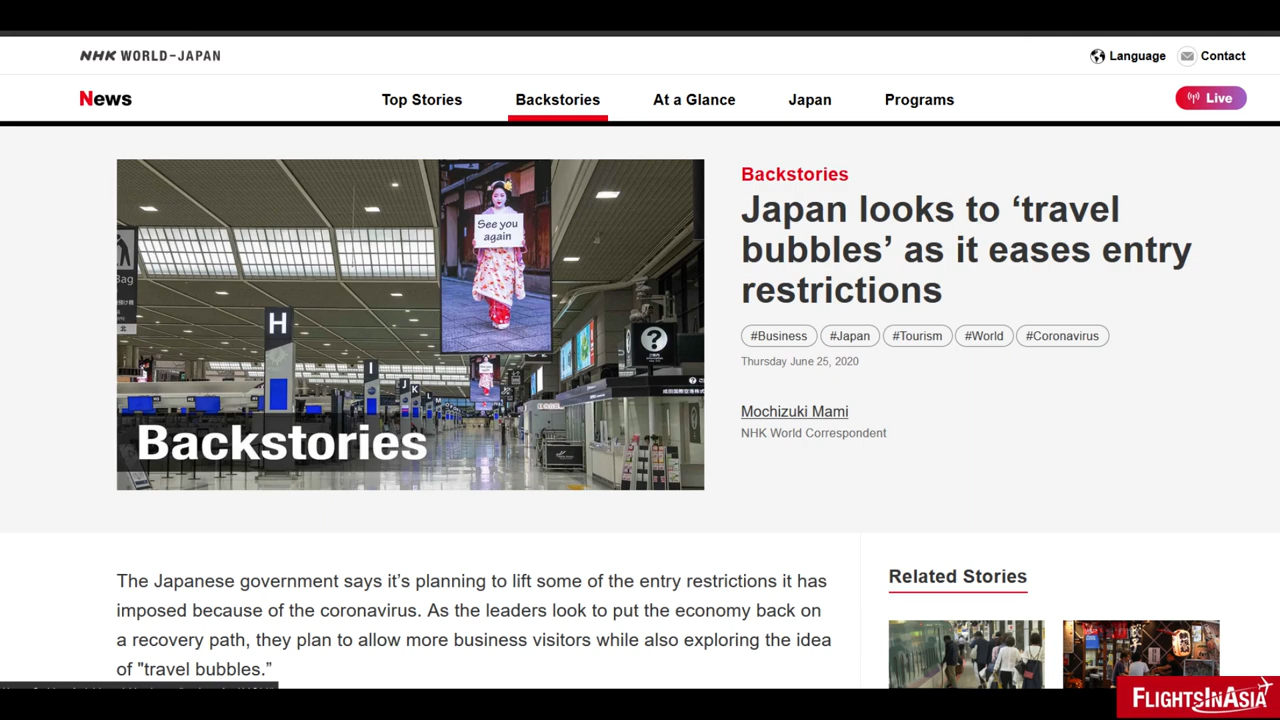 NHK WORLD-JAPAN
Language
Contact
News
Top Stories
Backstories
At a Glance
Japan
Programs
Live
See you
again
H
I
J
K
L
M
Bag
北
?
Backstories
Backstories
Japan looks to ‘travel
bubbles’ as it eases entry
restrictions
#Business
#Japan
#Tourism
#World
#Coronavirus
Thursday June 25, 2020
Mochizuki Mami
NHK World Correspondent
The Japanese government says it’s planning to lift some of the entry restrictions it has
imposed because of the coronavirus. As the leaders look to put the economy back on
a recovery path, they plan to allow more business visitors while also exploring the idea
of "travel bubbles.”
Related Stories
FLIGHTSINASIA